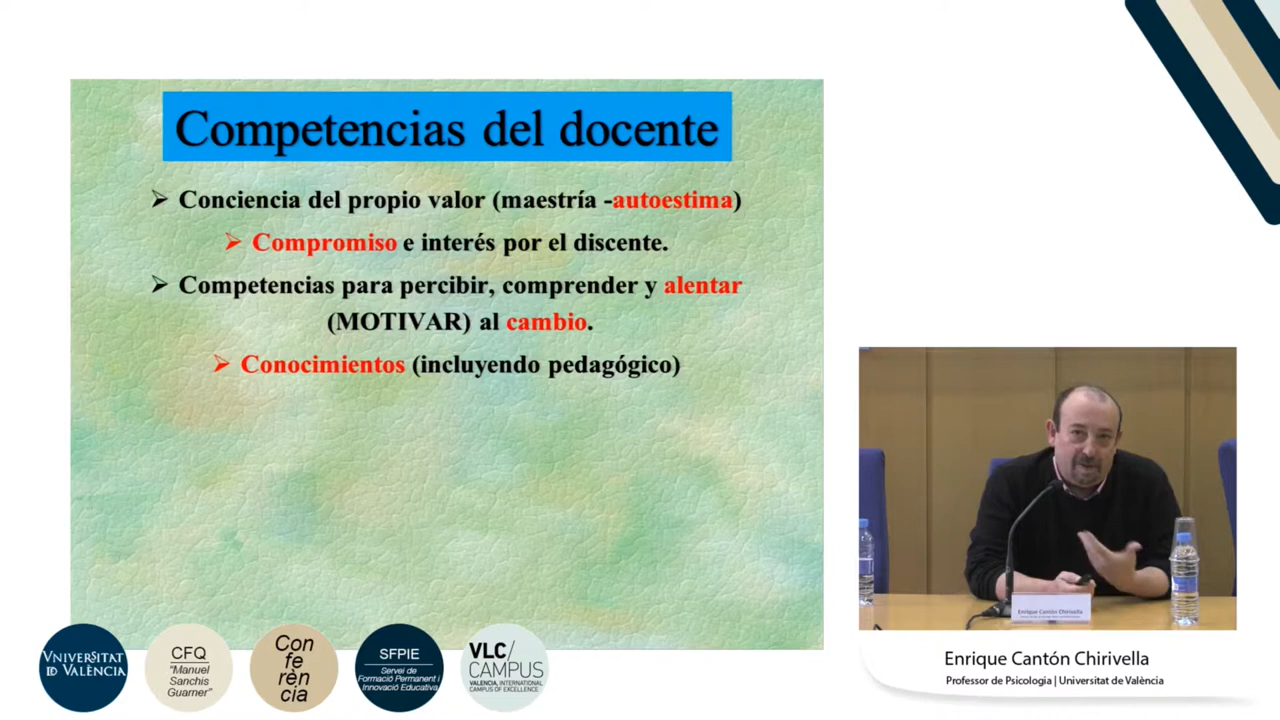 Competencias del docente
➢ Conciencia del propio valor (maestría -autoestima)
➢ Compromiso e interés por el discente.
➢ Competencias para percibir, comprender y alentar
(MOTIVAR) al cambio.
➢ Conocimientos (incluyendo pedagógico)
Enrique Cantón Chirivella
Enrique Cantón Chirivella
Professor de Psicologia | Universitat de València
VNIVERSITAT
D VALÈNCIA
CFQ
"Manuel
Sanchis
Guarner"
Con
fe
rèn
cia
SFPIE
Servei de
Formació Permanent i
Innovació Educativa
VLC/
CAMPUS
VALENCIA, INTERNATIONAL
CAMPUS OF EXCELLENCE